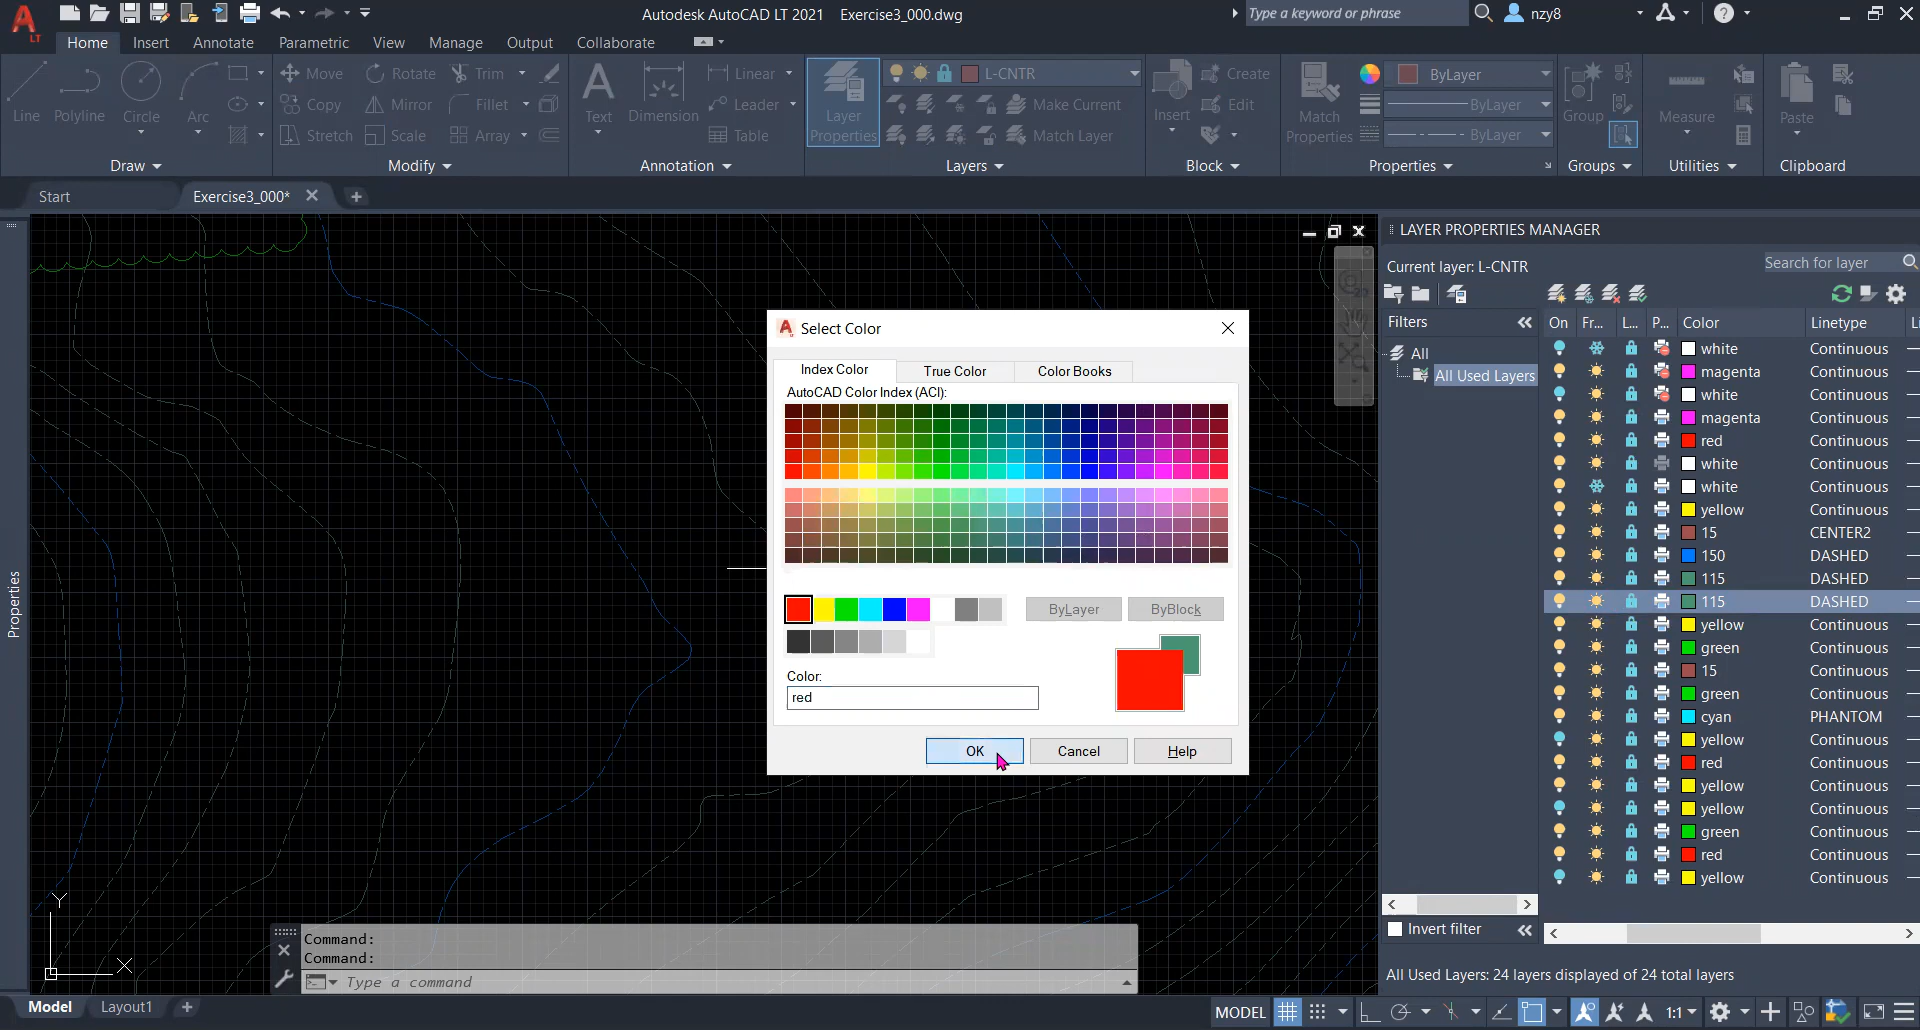 Autodesk AutoCAD LT 2021 Exercise3_000.dwg
Type a keyword or phrase
nzy8
LT
Home Insert Annotate Parametric View Manage Output Collaborate
Line Polyline Circle Arc
Draw
Move Rotate Trim
Copy Mirror Fillet
Stretch Scale Array
Modify
Text Dimension
Linear
Leader
Table
Annotation
Layer Properties
L-CNTR
Make Current
Match Layer
Layers
Insert
Create
Edit
Block
Match Properties
ByLayer
ByLayer
ByLayer
Properties
Group
Groups
Measure
Utilities
Paste
Clipboard
Start Exercise3_000*
Properties
Select Color
Index Color True Color Color Books
AutoCAD Color Index (ACI):
ByLayer ByBlock
Color:
red
OK Cancel Help
LAYER PROPERTIES MANAGER
Current layer: L-CNTR
Search for layer
Filters
All
All Used Layers
On Fr... L... P... Color Linetype Li
white Continuous
magenta Continuous
white Continuous
magenta Continuous
red Continuous
white Continuous
white Continuous
yellow Continuous
15 CENTER2
150 DASHED
115 DASHED
115 DASHED
yellow Continuous
green Continuous
15 Continuous
green Continuous
cyan PHANTOM
yellow Continuous
red Continuous
yellow Continuous
yellow Continuous
green Continuous
red Continuous
yellow Continuous
Invert filter
All Used Layers: 24 layers displayed of 24 total layers
Y
X
Command:
Command:
Type a command
Model Layout1
MODEL
1:1